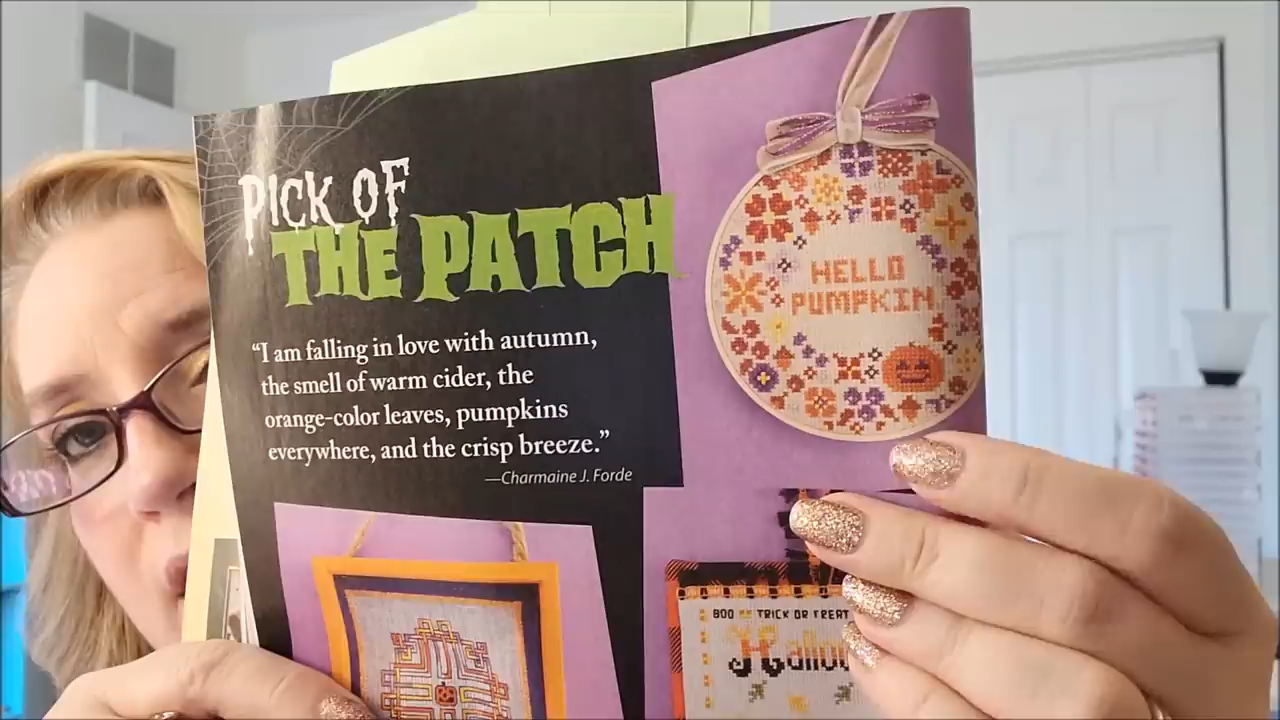 PICK OF
THE PATCH
"I am falling in love with autumn,
the smell of warm cider, the
orange-color leaves, pumpkins
everywhere, and the crisp breeze."
—Charmaine J. Forde
HELLO
PUMPKIN
BOO TRICK OR TREAT